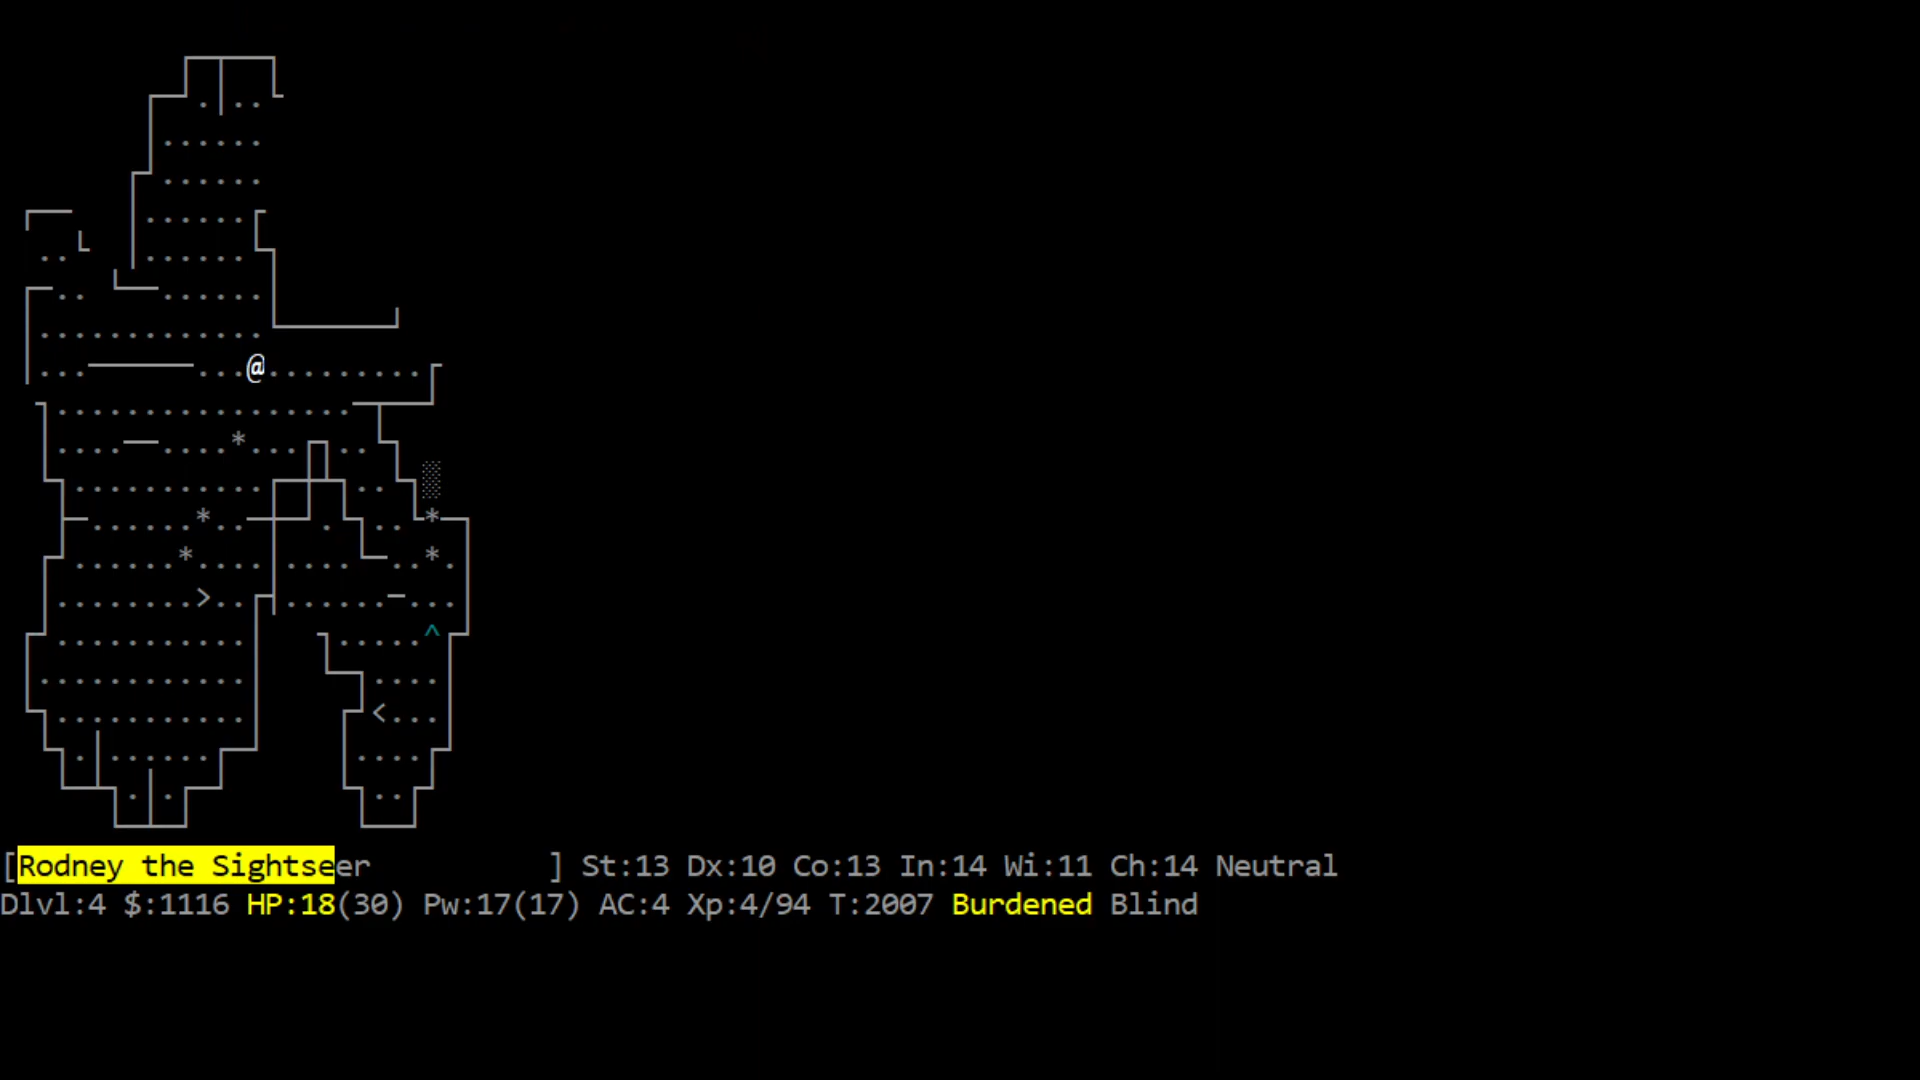 [Rodney the Sightseer ] St:13 Dx:10 Co:13 In:14 Wi:11 Ch:14 Neutral
Dlvl:4 $:1116 HP:18(30) Pw:17(17) AC:4 Xp:4/94 T:2007 Burdened Blind